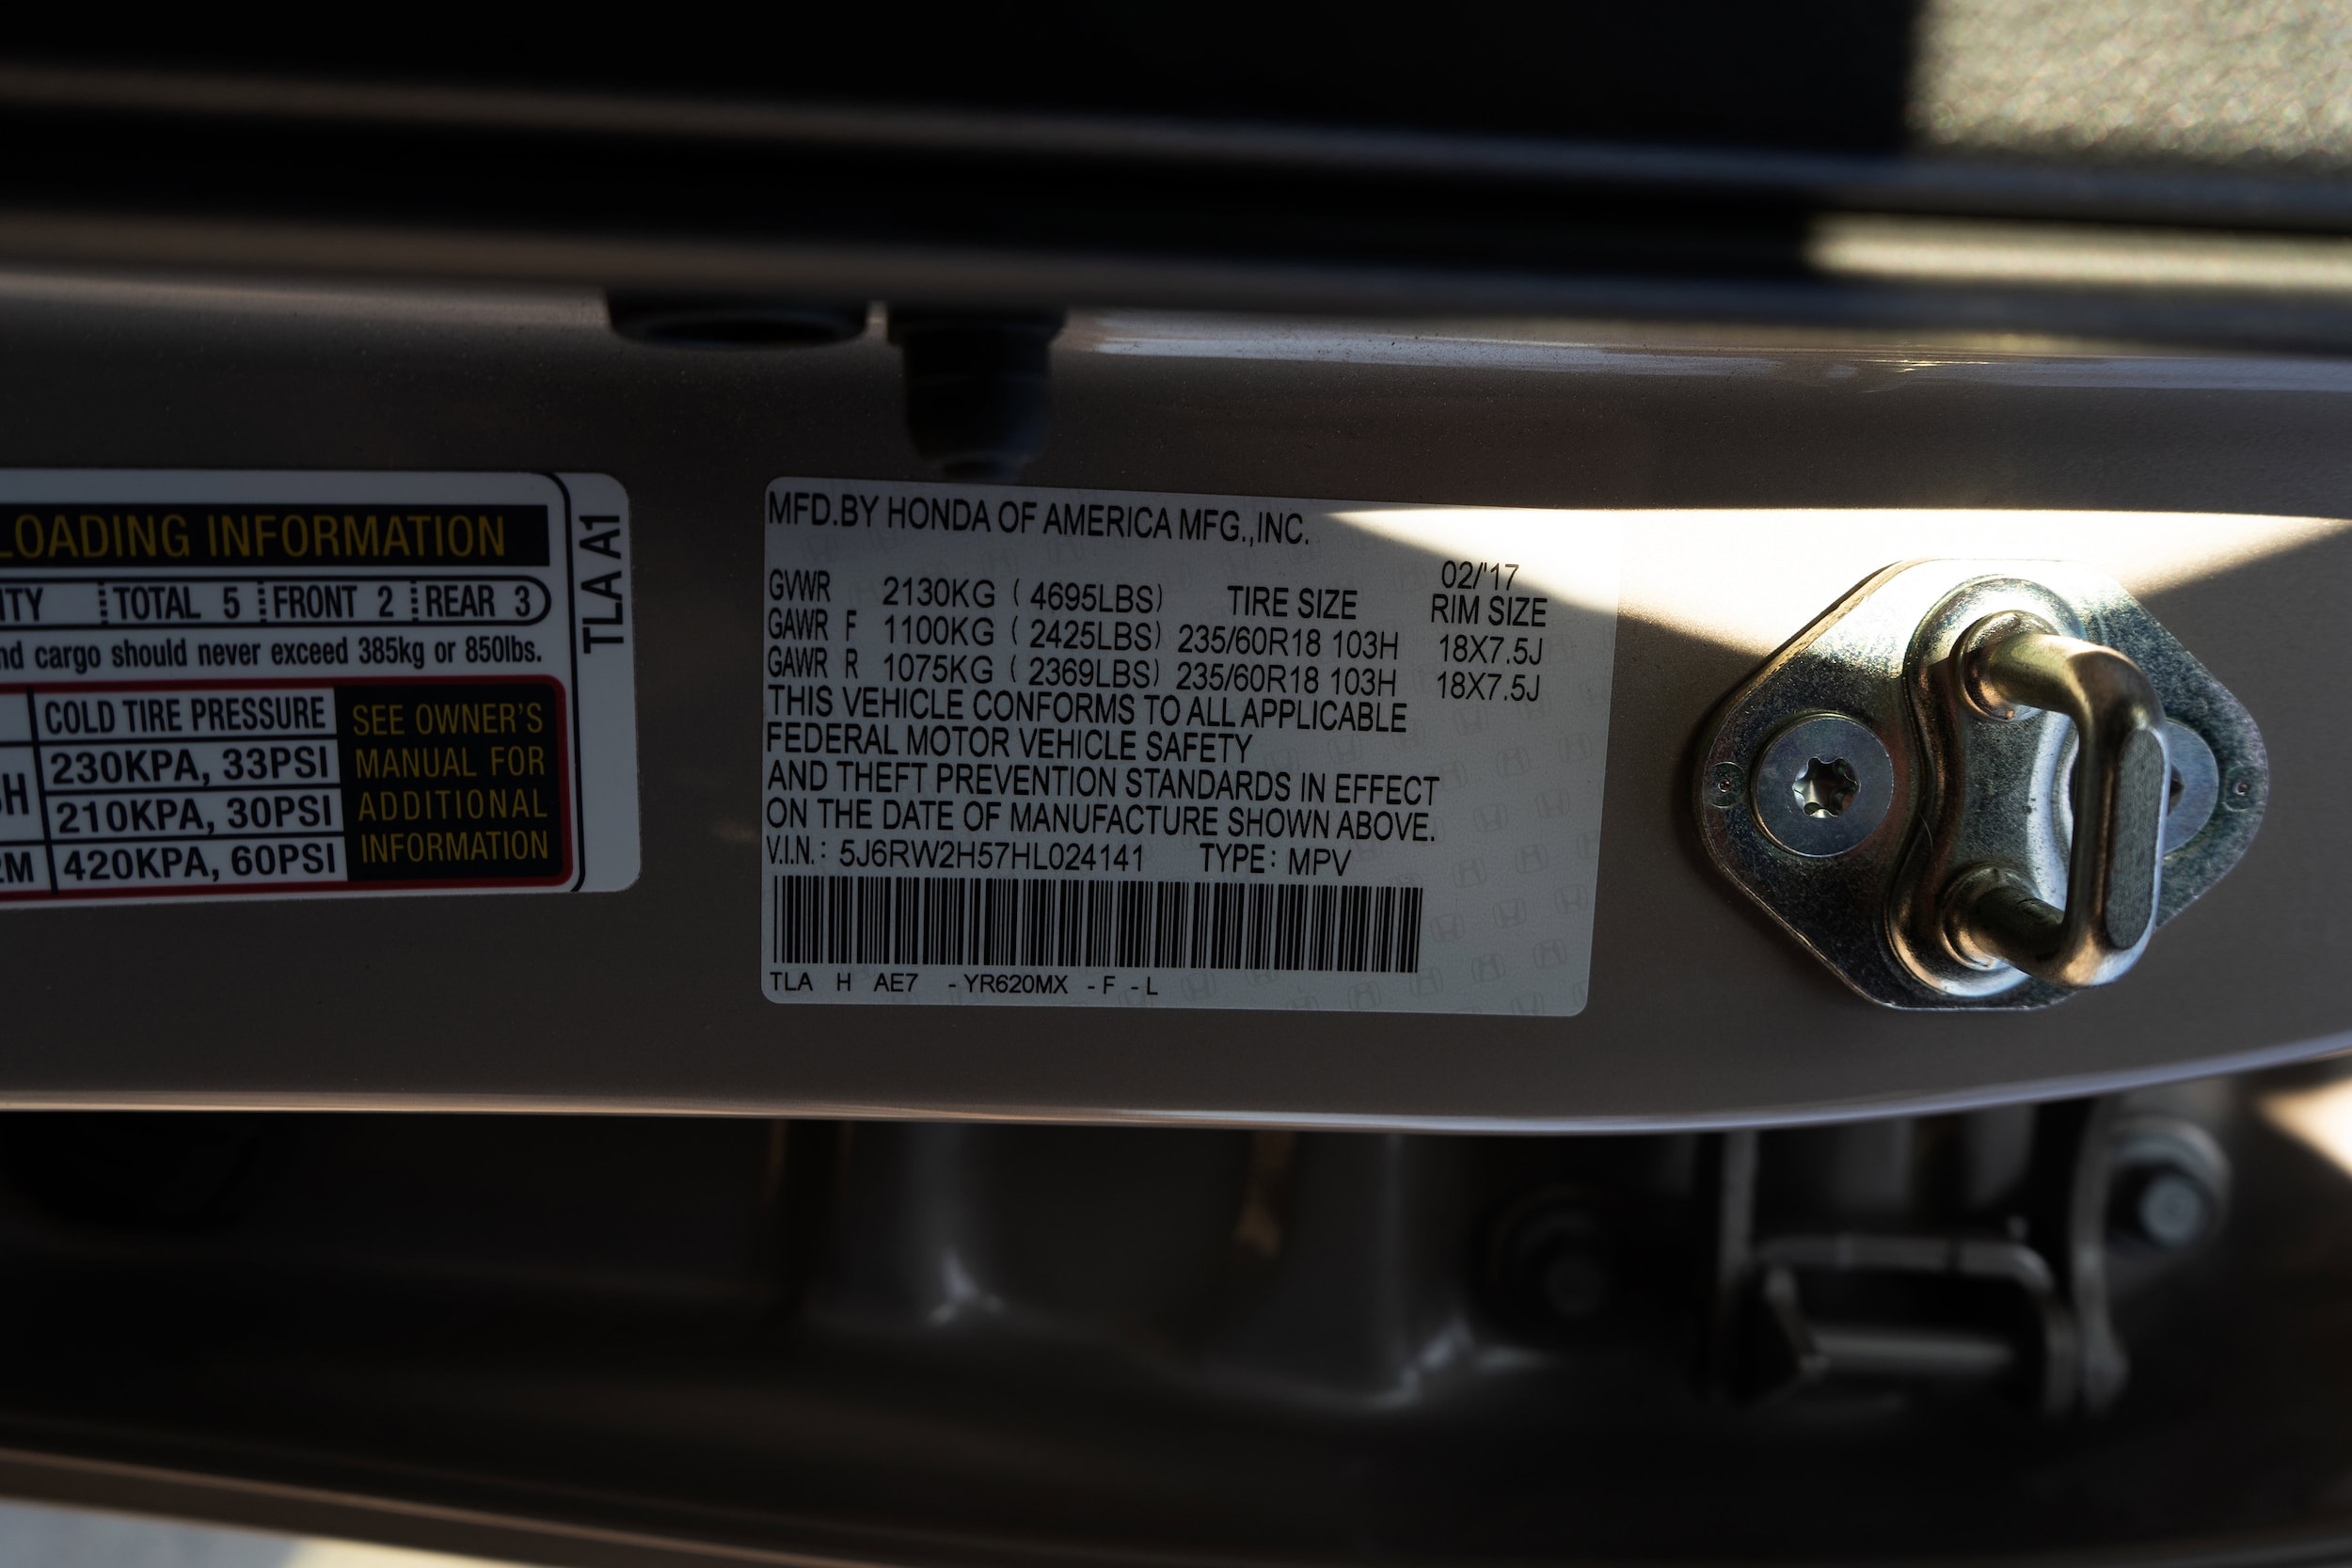 LOADING INFORMATION
TOTAL 5 FRONT 2 REAR 3
cargo should never exceed 385kg or 850lbs.
COLD TIRE PRESSURE
230KPA, 33PSI
210KPA, 30PSI
420KPA, 60PSI
SEE OWNER'S
MANUAL FOR
ADDITIONAL
INFORMATION
TLA A1
MFD.BY HONDA OF AMERICA MFG.,INC.
02/'17
GVWR 2130KG ( 4695LBS) TIRE SIZE RIM SIZE
GAWR F 1100KG ( 2425LBS) 235/60R18 103H 18X7.5J
GAWR R 1075KG ( 2369LBS) 235/60R18 103H 18X7.5J
THIS VEHICLE CONFORMS TO ALL APPLICABLE
FEDERAL MOTOR VEHICLE SAFETY
AND THEFT PREVENTION STANDARDS IN EFFECT
ON THE DATE OF MANUFACTURE SHOWN ABOVE.
V.I.N.: 5J6RW2H57HL024141 TYPE: MPV
TLA H AE7 -YR620MX -F -L